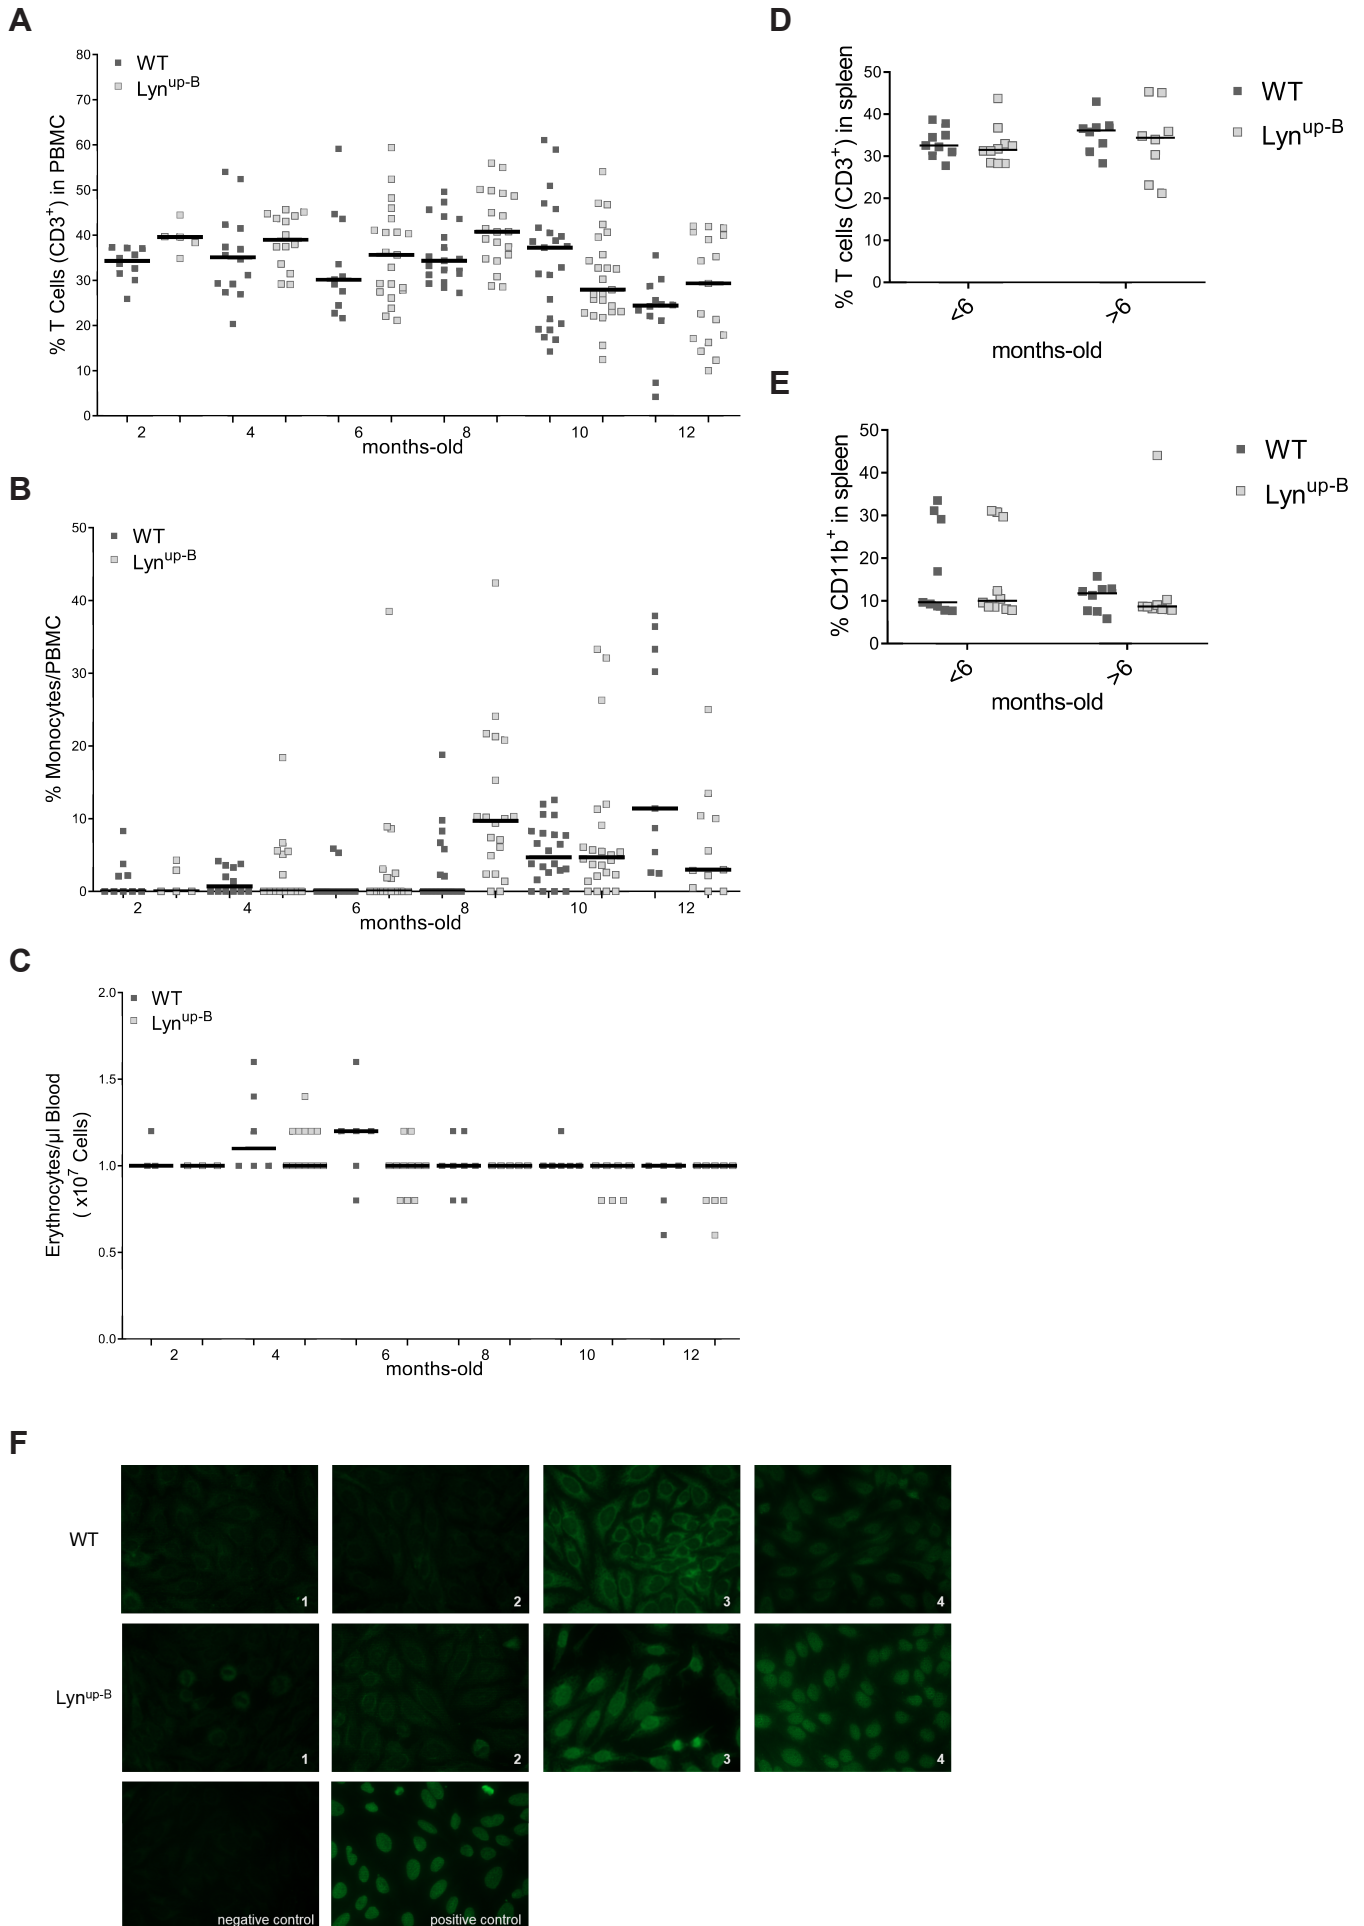 A
% T Cells (CD3+) in PBMC
80
70
60
50
40
30
20
10
0
WT
Lynup-B
2 4 6 8 10 12
months-old
B
% Monocytes/PBMC
50
40
30
20
10
0
WT
Lynup-B
2 4 6 8 10 12
months-old
C
Erythrocytes/µl Blood
( x10⁷ Cells)
2.0
1.5
1.0
0.5
0.0
WT
Lynup-B
2 4 6 8 10 12
months-old
D
% T cells (CD3+) in spleen
50
40
30
20
10
0
WT
Lynup-B
<6 >6
months-old
E
% CD11b+ in spleen
50
40
30
20
10
0
WT
Lynup-B
<6 >6
months-old
F
WT
1 2 3 4
Lynup-B
1 2 3 4
negative control positive control